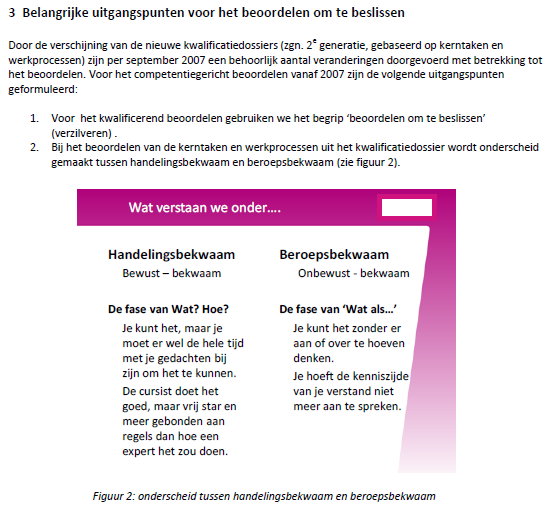 3 Belangrijke uitgangspunten voor het beoordelen om te beslissen
Door de verschijning van de nieuwe kwalificatiedossiers (zgn. 2e generatie, gebaseerd op kerntaken en
werkprocessen) zijn per september 2007 een behoorlijk aantal veranderingen doorgevoerd met betrekking tot
het beoordelen. Voor het competentiegericht beoordelen vanaf 2007 zijn de volgende uitgangspunten
geformuleerd:
1. Voor het kwalificerend beoordelen gebruiken we het begrip ‘beoordelen om te beslissen’
(verzilveren) .
2. Bij het beoordelen van de kerntaken en werkprocessen uit het kwalificatiedossier wordt onderscheid
gemaakt tussen handelingsbekwaam en beroepsbekwaam (zie figuur 2).
Wat verstaan we onder….
Handelingsbekwaam
Bewust – bekwaam
De fase van Wat? Hoe?
Je kunt het, maar je
moet er wel de hele tijd
met je gedachten bij
zijn om het te kunnen.
De cursist doet het
goed, maar vrij star en
meer gebonden aan
regels dan hoe een
expert het zou doen.
Beroepsbekwaam
Onbewust - bekwaam
De fase van ‘Wat als…’
Je kunt het zonder er
aan of over te hoeven
denken.
Je hoeft de kenniszijde
van je verstand niet
meer aan te spreken.
Figuur 2: onderscheid tussen handelingsbekwaam en beroepsbekwaam